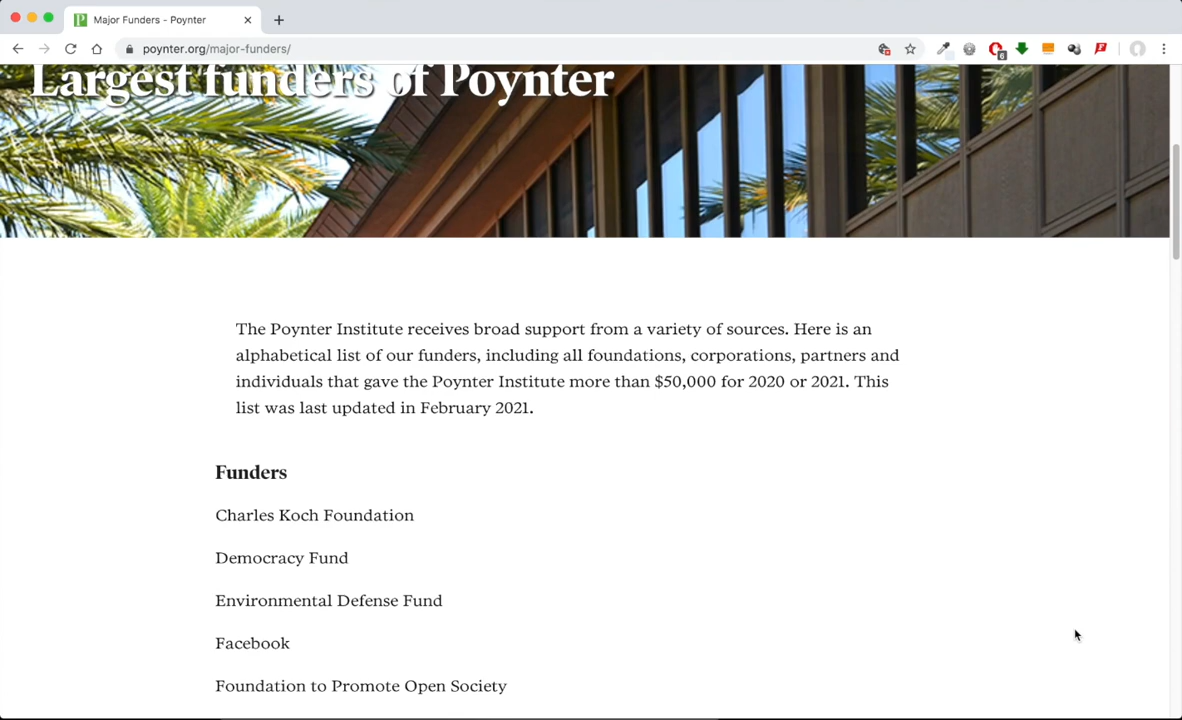 Major Funders - Poynter
poynter.org/major-funders/
6
Largest funders of Poynter
The Poynter Institute receives broad support from a variety of sources. Here is an
alphabetical list of our funders, including all foundations, corporations, partners and
individuals that gave the Poynter Institute more than $50,000 for 2020 or 2021. This
list was last updated in February 2021.
Funders
Charles Koch Foundation
Democracy Fund
Environmental Defense Fund
Facebook
Foundation to Promote Open Society